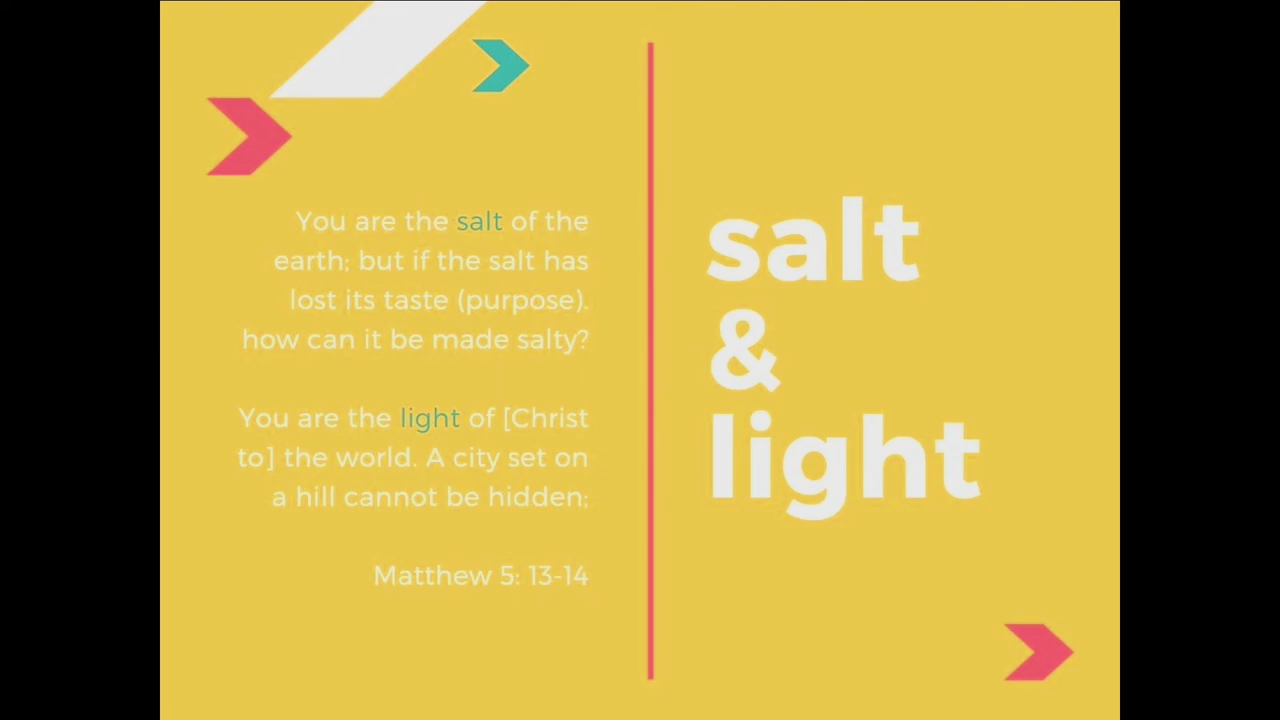 You are the salt of the
earth; but if the salt has
lost its taste (purpose).
how can it be made salty?
You are the light of [Christ
to] the world. A city set on
a hill cannot be hidden;
Matthew 5: 13-14
salt
&
light